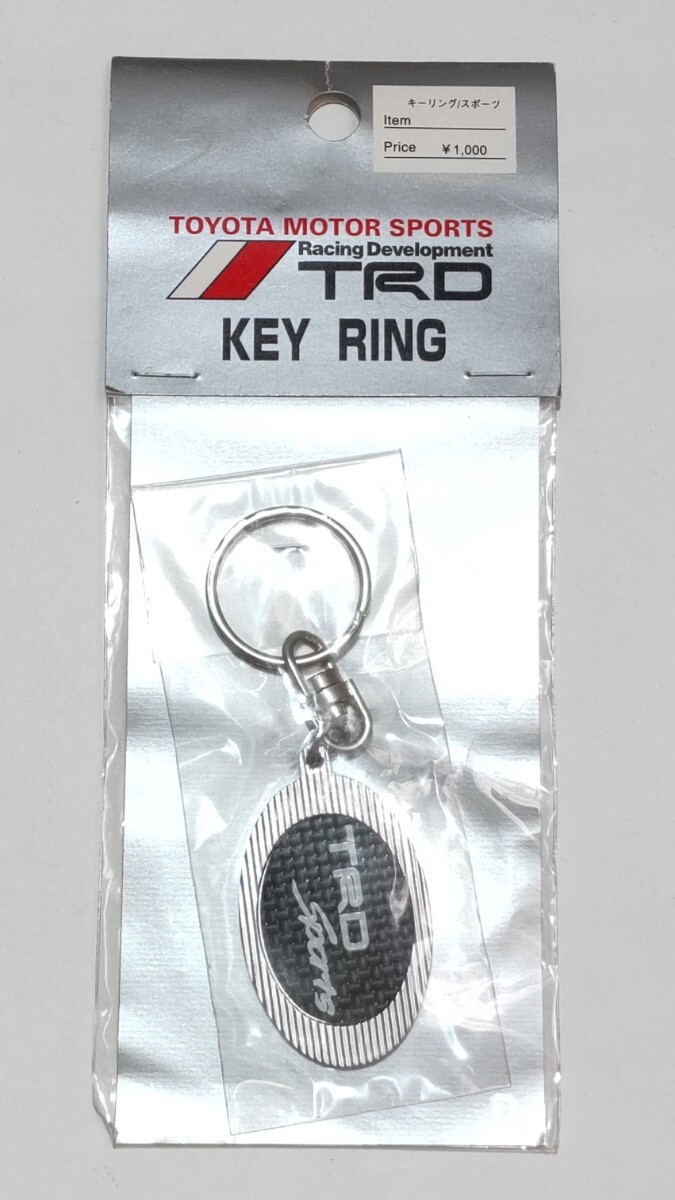 キーリング/スポーツ
Item
Price ￥1,000
TOYOTA MOTOR SPORTS
Racing Development
TRD
KEY RING
TRD
Sports